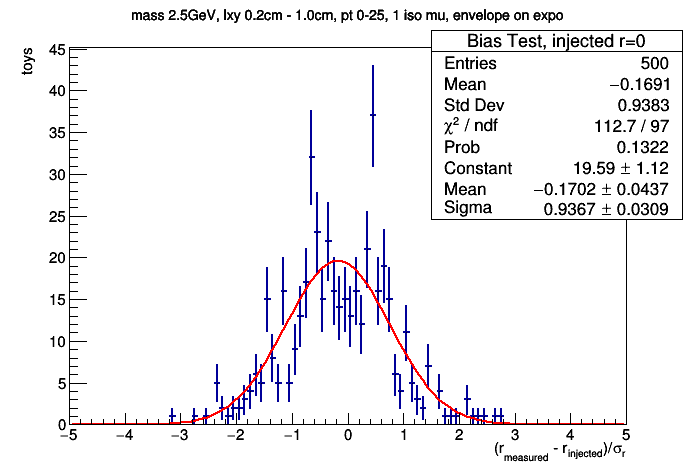 mass 2.5GeV, lxy 0.2cm - 1.0cm, pt 0-25, 1 iso mu, envelope on expo
toys
45
40
35
30
25
20
15
10
5
0
Bias Test, injected r=0
Entries 500
Mean −0.1691
Std Dev 0.9383
χ² / ndf 112.7 / 97
Prob 0.1322
Constant 19.59 ± 1.12
Mean −0.1702 ± 0.0437
Sigma 0.9367 ± 0.0309
−5 −4 −3 −2 −1 0 1 2 3 4 5
(r_measured - r_injected)/σ_r